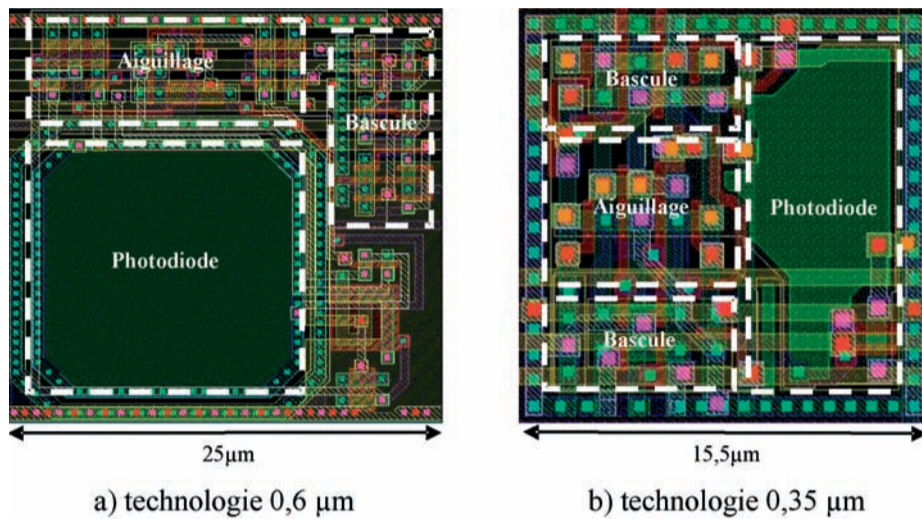 Aiguillage
Bascule
Photodiode
25µm
a) technologie 0,6 µm
Bascule
Aiguillage
Photodiode
Bascule
15,5µm
b) technologie 0,35 µm